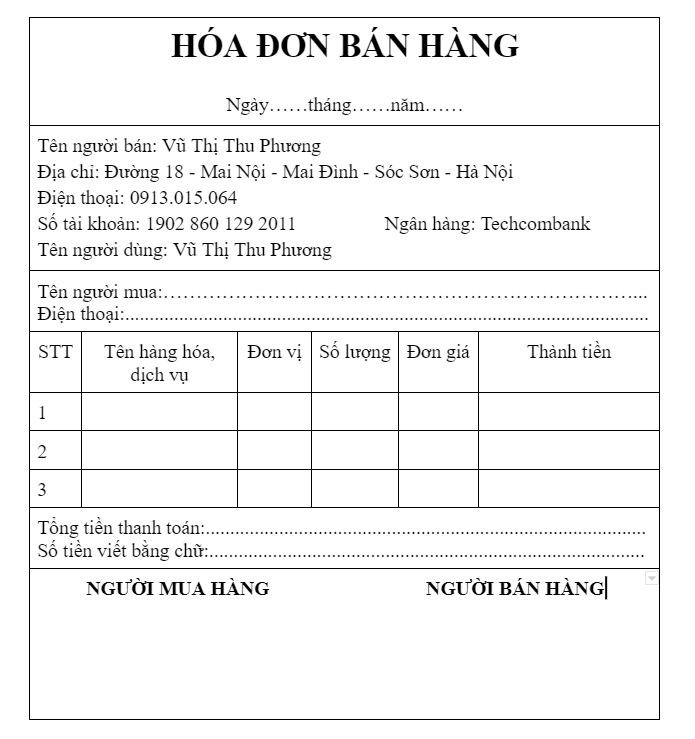 HÓA ĐƠN BÁN HÀNG
Ngày……tháng……năm……
Tên người bán: Vũ Thị Thu Phương
Địa chỉ: Đường 18 - Mai Nội - Mai Đình - Sóc Sơn - Hà Nội
Điện thoại: 0913.015.064
Số tài khoản: 1902 860 129 2011 Ngân hàng: Techcombank
Tên người dùng: Vũ Thị Thu Phương
Tên người mua:…………………………………………………………………...
Điện thoại:.............................................................................................................
STT Tên hàng hóa, Đơn vị Số lượng Đơn giá Thành tiền
dịch vụ
1
2
3
Tổng tiền thanh toán:............................................................................................
Số tiền viết bằng chữ:...........................................................................................
NGƯỜI MUA HÀNG NGƯỜI BÁN HÀNG